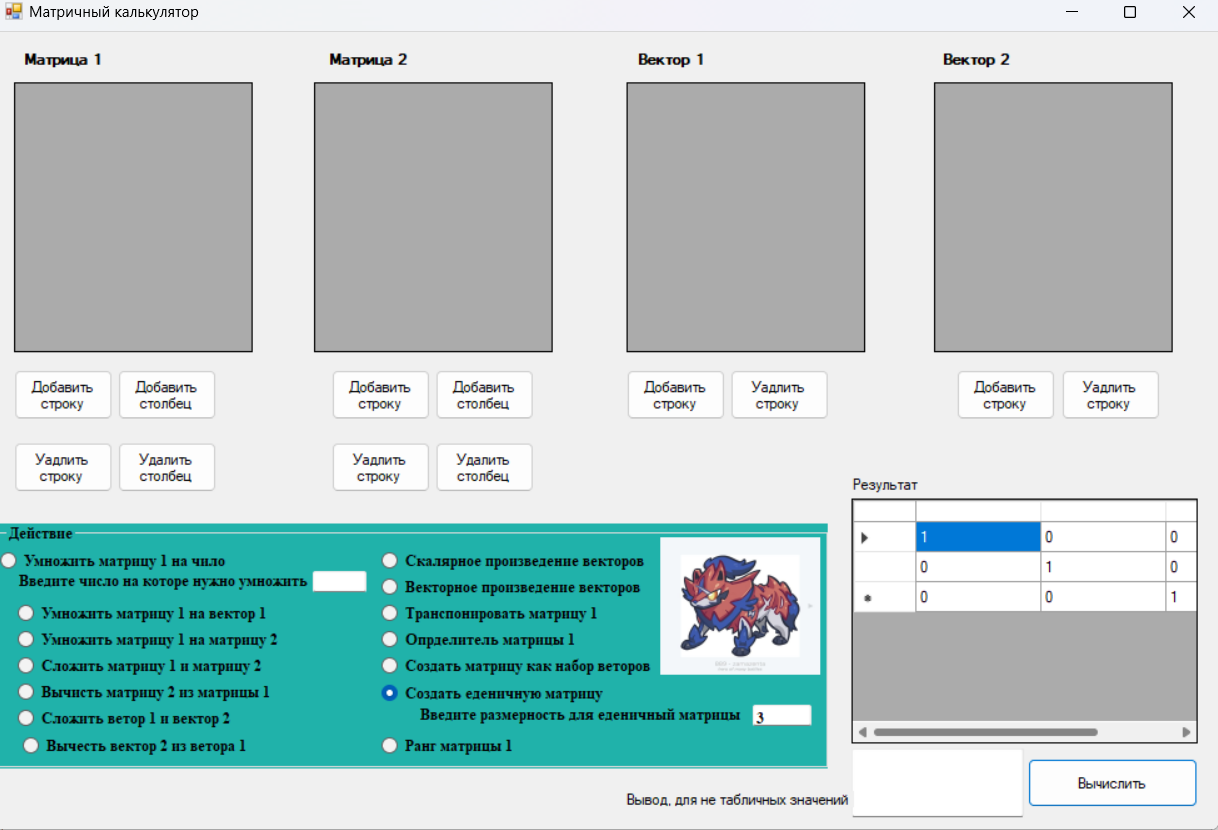 Матричный калькулятор
Матрица 1
Матрица 2
Вектор 1
Вектор 2
Добавить строку
Добавить столбец
Добавить строку
Добавить столбец
Добавить строку
Уадлить строку
Добавить строку
Уадлить строку
Уадлить строку
Удалить столбец
Уадлить строку
Удалить столбец
Действие
Умножить матрицу 1 на чило
Введите число на которе нужно умножить
Умножить матрицу 1 на вектор 1
Умножить матрицу 1 на матрицу 2
Сложить матрицу 1 и матрицу 2
Вычисть матрицу 2 из матрицы 1
Сложить ветор 1 и вектор 2
Вычесть вектор 2 из ветора 1
Скалярное произведение векторов
Векторное произведение векторов
Транспонировать матрицу 1
Опрделитель матрицы 1
Создать матрицу как набор веторов
Создать еденичную матрицу
Введите размерность для еденичный матрицы 3
Ранг матрицы 1
Результат
1 0 0
0 1 0
0 0 1
Вывод, для не табличных значений
Вычислить